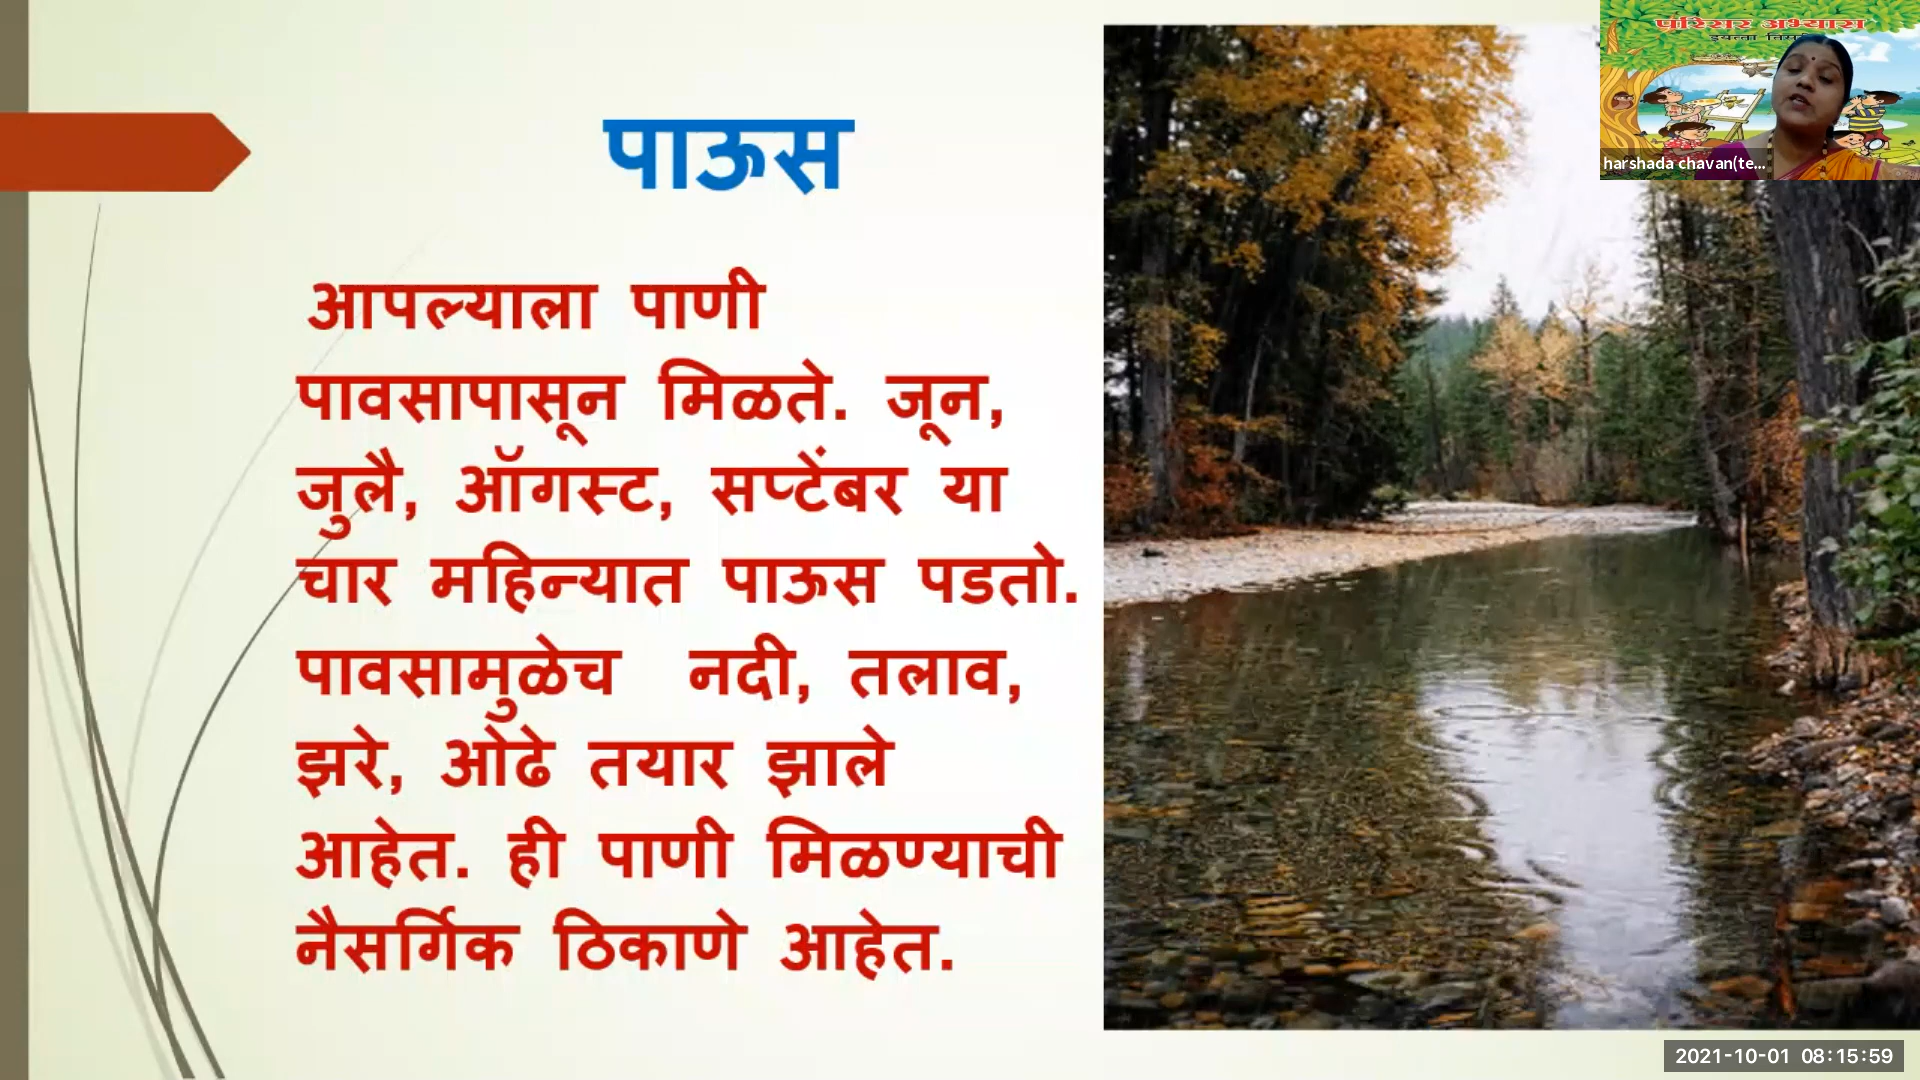 पाऊस
आपल्याला पाणी
पावसापासून मिळते. जून,
जुलै, ऑगस्ट, सप्टेंबर या
चार महिन्यात पाऊस पडतो.
पावसामुळेच नदी, तलाव,
झरे, ओढे तयार झाले
आहेत. ही पाणी मिळण्याची
नैसर्गिक ठिकाणे आहेत.
परिसर अभ्यास
इयत्ता
harshada chavan(te...
2021-10-01 08:15:59